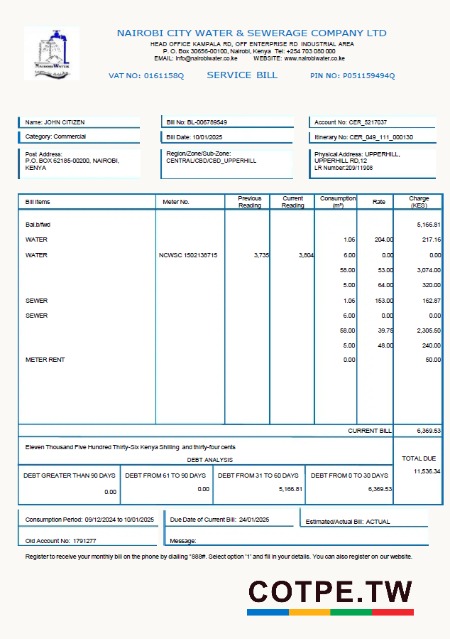 NAIROBI CITY WATER & SEWERAGE COMPANY LTD
HEAD OFFICE KAMPALA RD, OFF ENTERPRISE RD INDUSTRIAL AREA
P. O. Box 30656-00100, Nairobi, Kenya Tel: +254 703 080 000
EMAIL: info@nairobiwater.co.ke WEBSITE: www.nairobiwater.co.ke
VAT NO: 0161158Q SERVICE BILL PIN NO: P051159494Q
NAIROBI WATER
Name: JOHN CITIZEN Bill No: BL-006789549 Account No: CER_5217037
Category: Commercial Bill Date: 10/01/2025 Itinerary No: CER_049_111_000130
Post Address:
P.O. BOX 62185-00200, NAIROBI,
KENYA
Region/Zone/Sub-Zone:
CENTRAL/CBD/CBD_UPPERHILL
Physical Address: UPPERHILL,
UPPERHILL RD,12
LR Number:209/11998
Bill Items Meter No. Previous Reading Current Reading Consumption (m³) Rate Charge (KES)
Bal.b/fwd 5,166.81
WATER 1.06 204.00 217.16
WATER NCWSC 1502138715 3,735 3,804 6.00 0.00 0.00
58.00 53.00 3,074.00
5.00 64.00 320.00
SEWER 1.06 153.00 162.87
SEWER 6.00 0.00 0.00
58.00 39.75 2,305.50
5.00 48.00 240.00
METER RENT 0.00 50.00
CURRENT BILL 6,369.53
Eleven Thousand Five Hundred Thirty-Six Kenya Shilling and thirty-four cents
DEBT ANALYSIS
TOTAL DUE
11,536.34
DEBT GREATER THAN 90 DAYS DEBT FROM 61 TO 90 DAYS DEBT FROM 31 TO 60 DAYS DEBT FROM 0 TO 30 DAYS
0.00 0.00 5,166.81 6,369.53
Consumption Period: 09/12/2024 to 10/01/2025 Due Date of Current Bill: 24/01/2025 Estimated/Actual Bill: ACTUAL
Old Account No: 1791277 Message:
Register to receive your monthly bill on the phone by dialling *888#. Select option '1' and fill in your details. You can also register on our website.
COTPE.TW